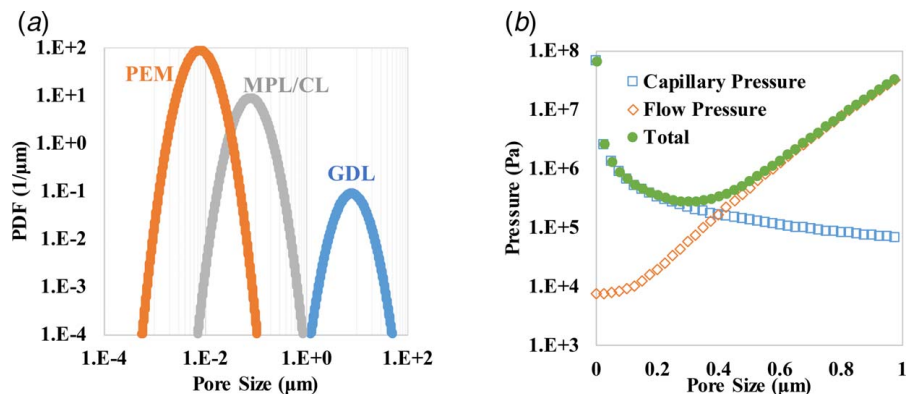 (a)
PDF (1/µm)
1.E+2
1.E+1
1.E+0
1.E-1
1.E-2
1.E-3
1.E-4
PEM
MPL/CL
GDL
1.E-4 1.E-2 1.E+0 1.E+2
Pore Size (µm)
(b)
Pressure (Pa)
1.E+8
1.E+7
1.E+6
1.E+5
1.E+4
1.E+3
Capillary Pressure
Flow Pressure
Total
0 0.2 0.4 0.6 0.8 1
Pore Size (µm)